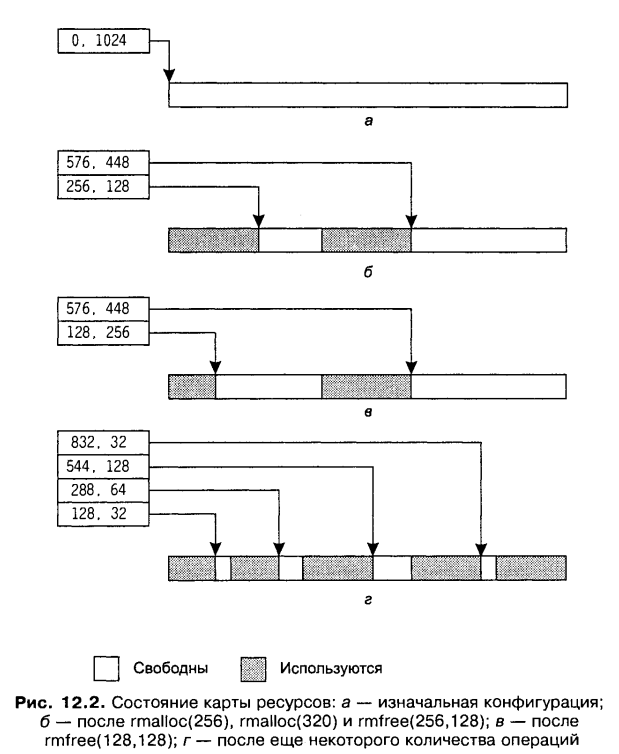 0, 1024
а
576, 448
256, 128
б
576, 448
128, 256
в
832, 32
544, 128
288, 64
128, 32
г
Свободны
Используются
Рис. 12.2. Состояние карты ресурсов: а — изначальная конфигурация;
б — после rmalloc(256), rmalloc(320) и rmfree(256,128); в — после
rmfree(128,128); г — после еще некоторого количества операций